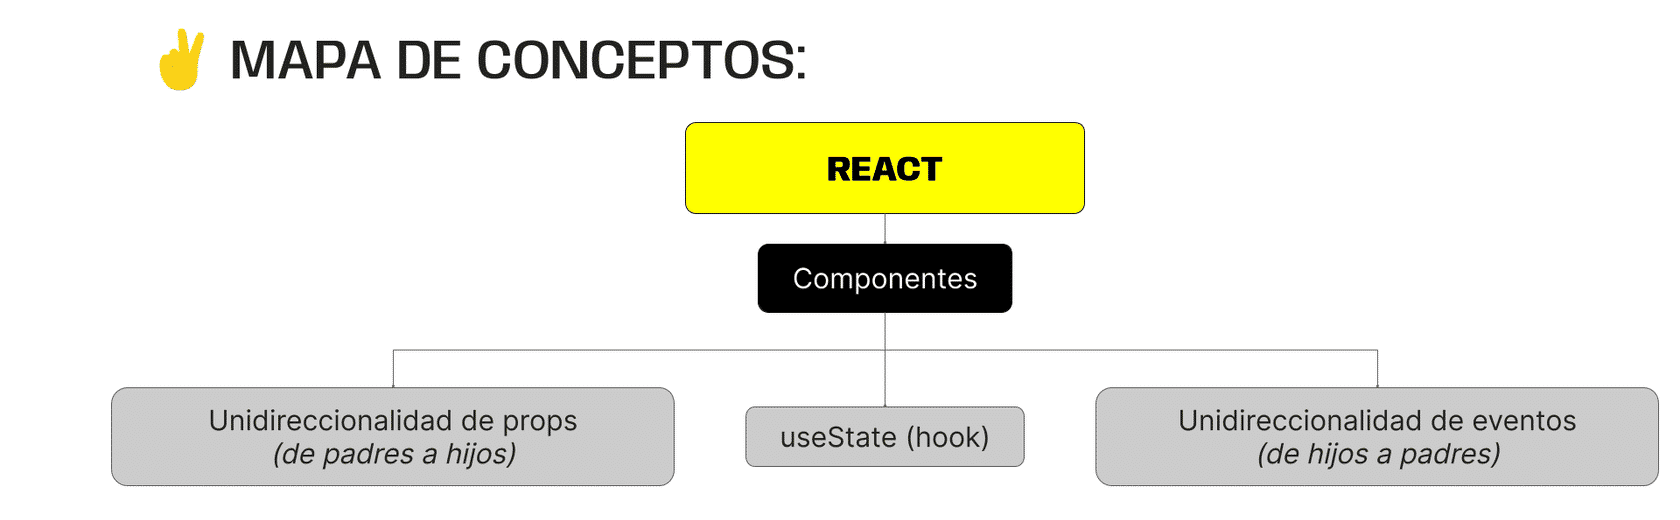 ✌ MAPA DE CONCEPTOS:
REACT
Componentes
Unidireccionalidad de props
(de padres a hijos)
useState (hook)
Unidireccionalidad de eventos
(de hijos a padres)